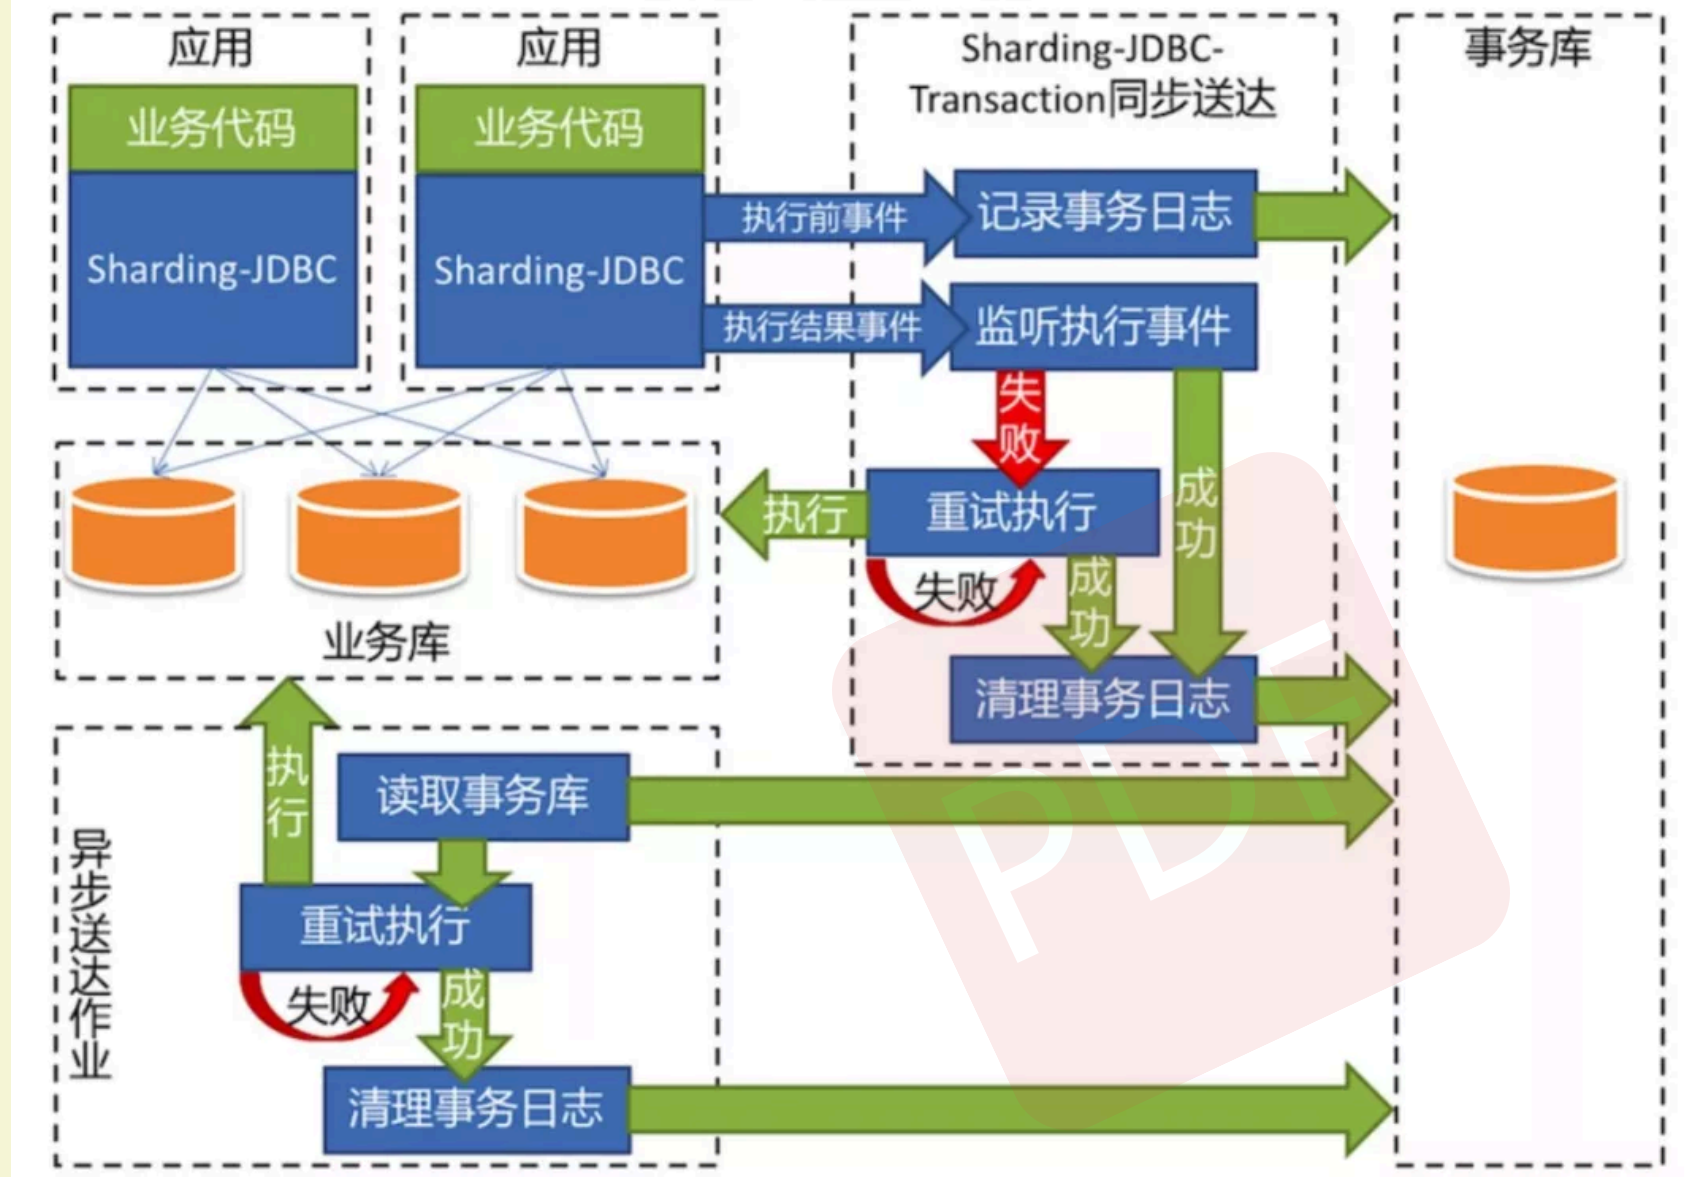 应用
业务代码
Sharding-JDBC
应用
业务代码
Sharding-JDBC
执行前事件
执行结果事件
Sharding-JDBC-
Transaction同步送达
记录事务日志
监听执行事件
失
败
成
功
重试执行
执行
失败
成
功
清理事务日志
事务库
业务库
异
步
送
达
作
业
执
行
读取事务库
重试执行
失败
成
功
清理事务日志
PDF